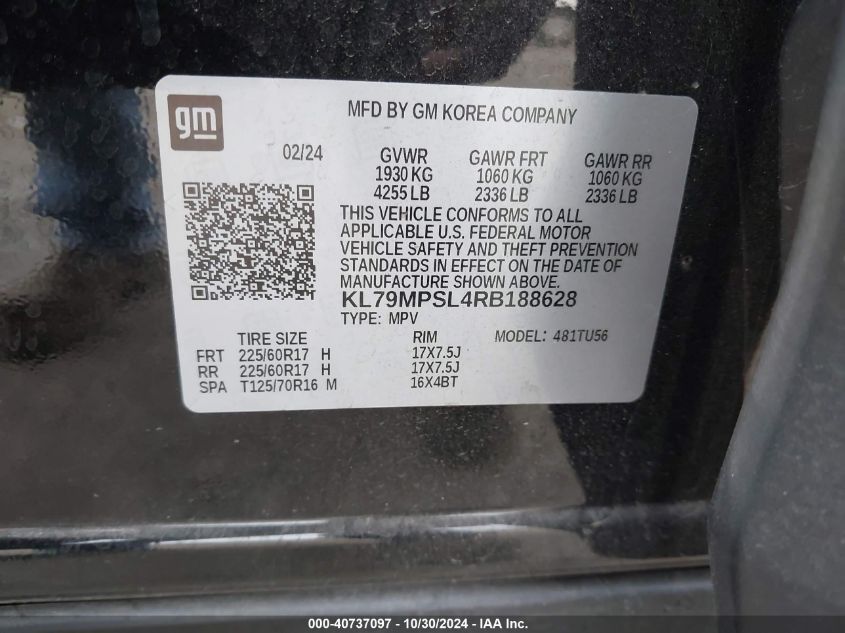 gm
MFD BY GM KOREA COMPANY
02/24 GVWR GAWR FRT GAWR RR
1930 KG 1060 KG 1060 KG
4255 LB 2336 LB 2336 LB
THIS VEHICLE CONFORMS TO ALL
APPLICABLE U.S. FEDERAL MOTOR
VEHICLE SAFETY AND THEFT PREVENTION
STANDARDS IN EFFECT ON THE DATE OF
MANUFACTURE SHOWN ABOVE.
KL79MPSL4RB188628
TYPE: MPV
TIRE SIZE RIM MODEL: 481TU56
FRT 225/60R17 H 17X7.5J
RR 225/60R17 H 17X7.5J
SPA T125/70R16 M 16X4BT
000-40737097 - 10/30/2024 - IAA Inc.